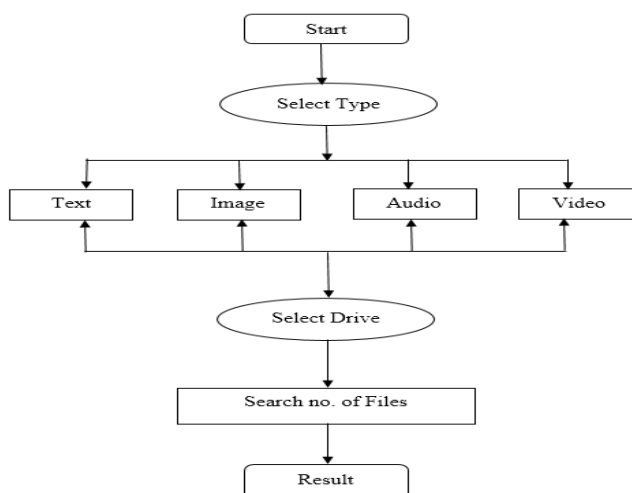 Start
Select Type
Text
Image
Audio
Video
Select Drive
Search no. of Files
Result